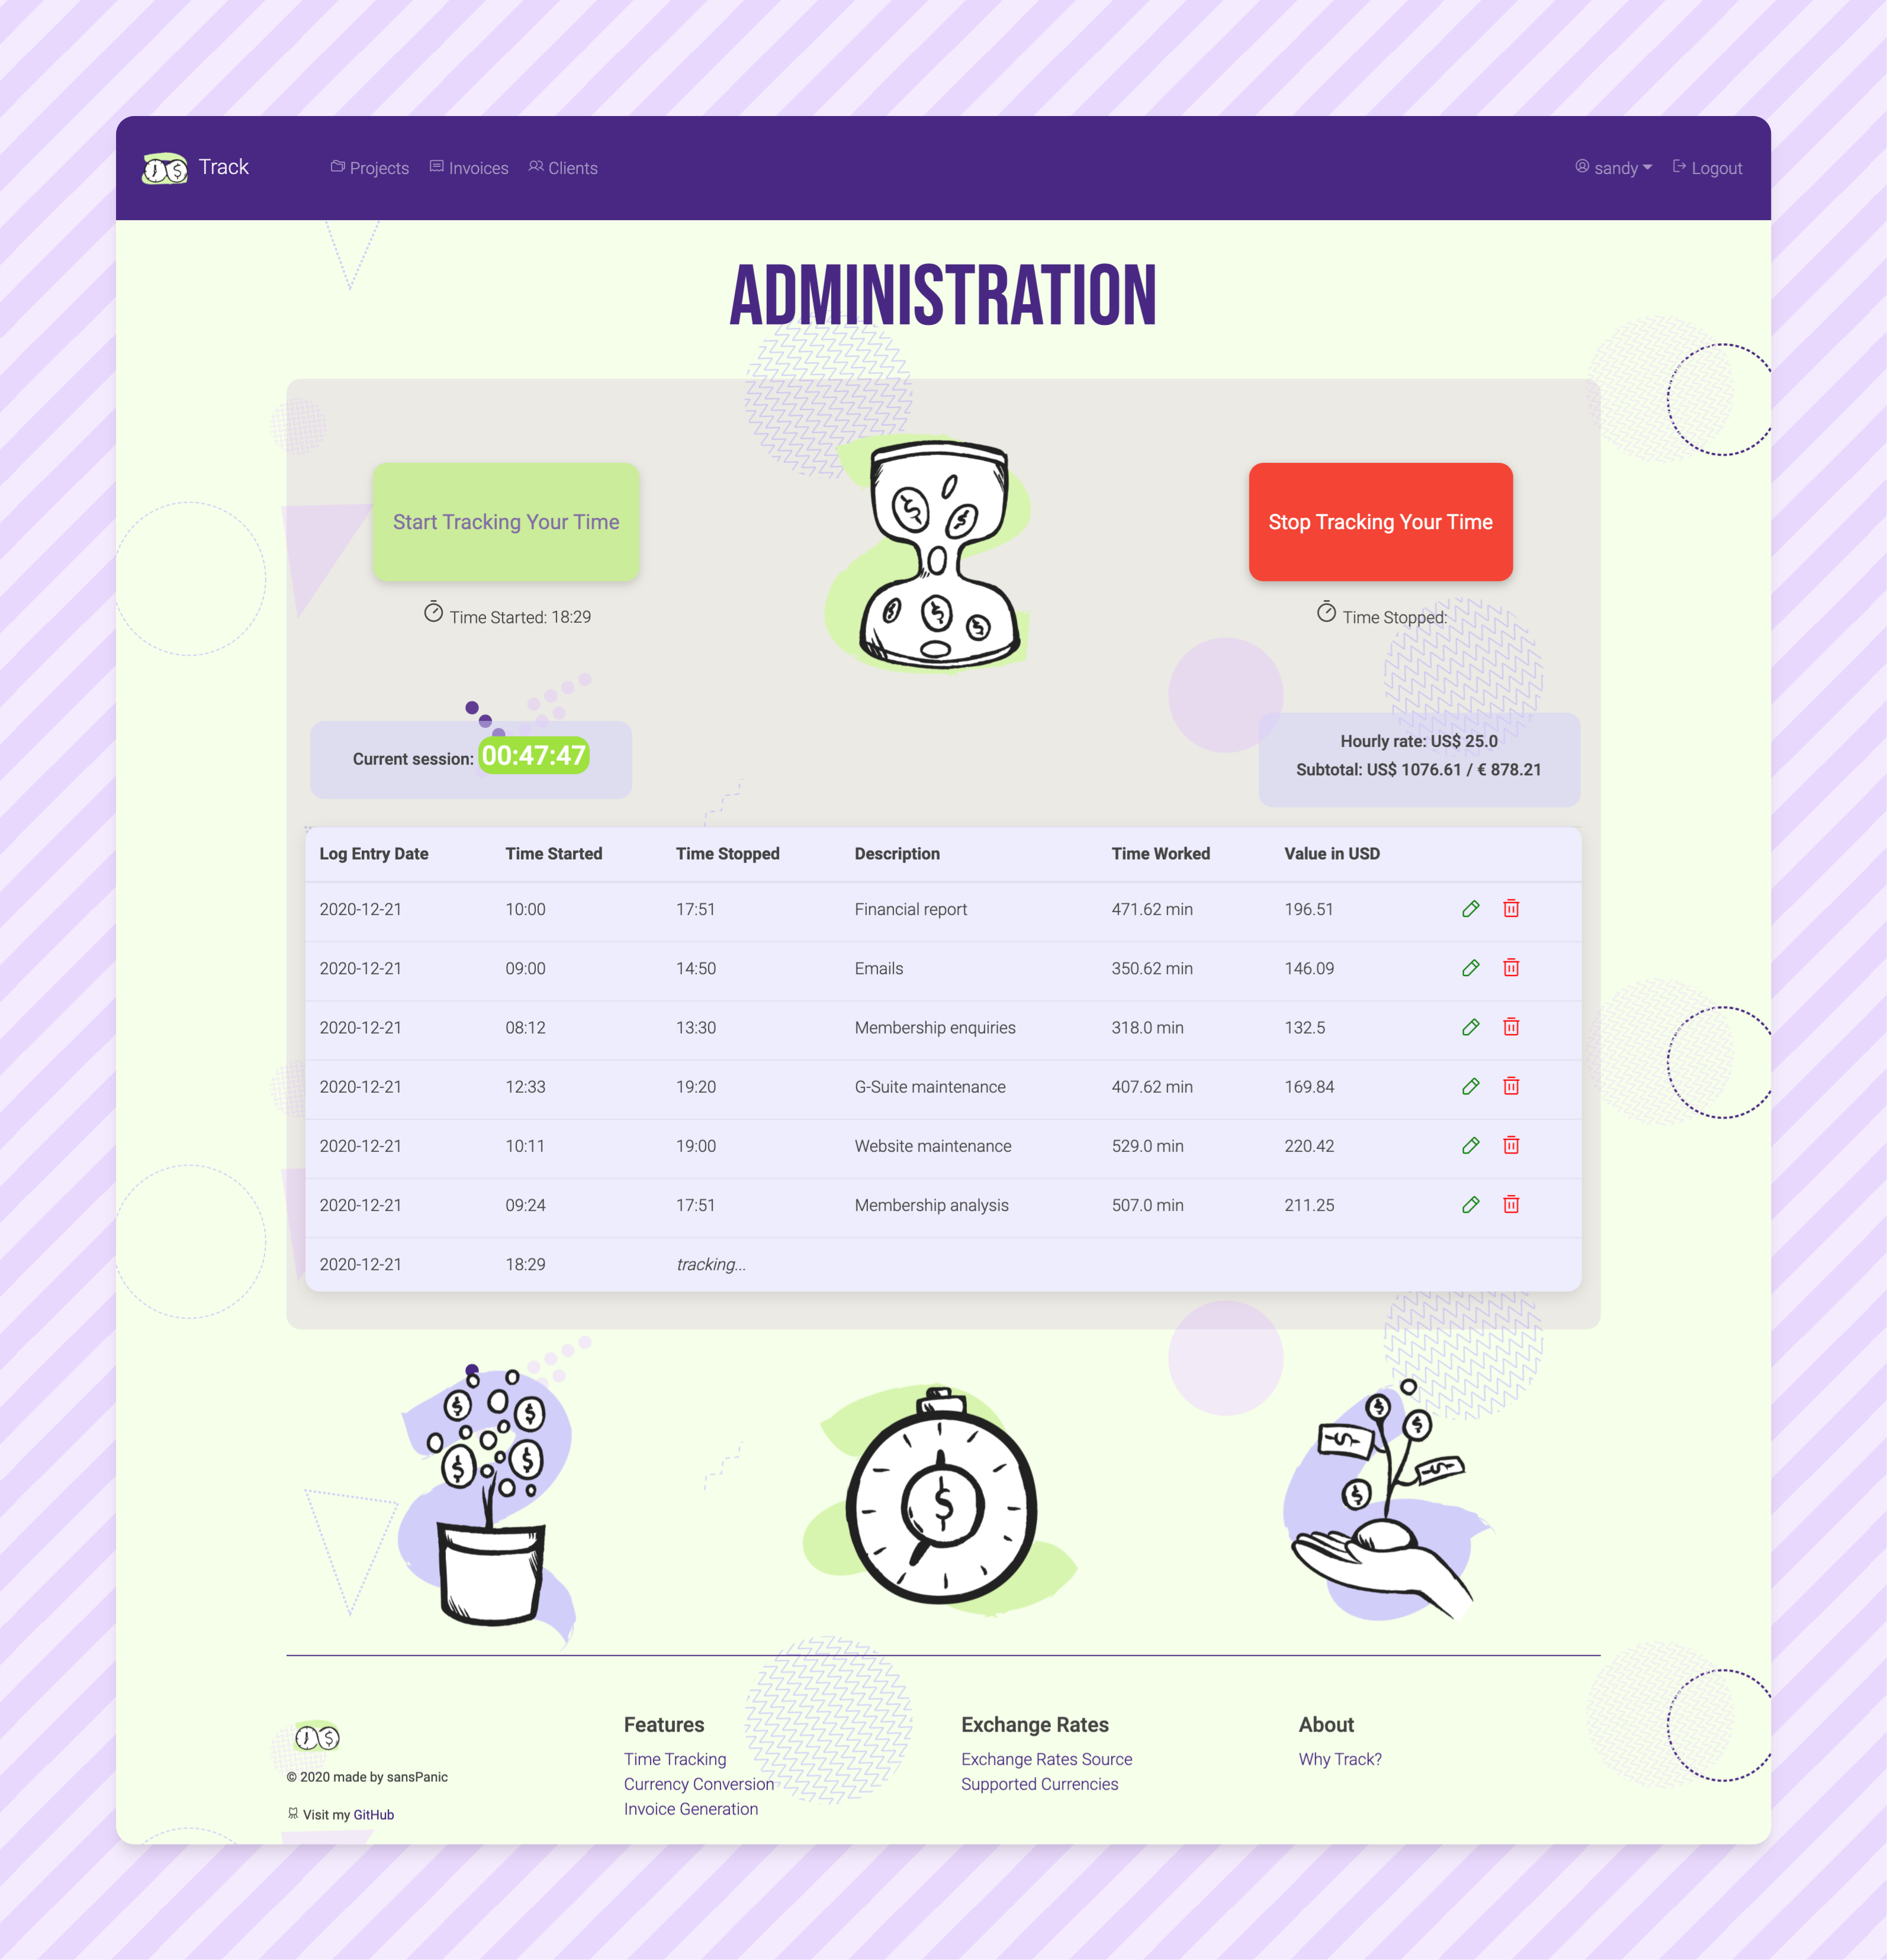 Track Projects Invoices Clients sandy Logout
ADMINISTRATION
Start Tracking Your Time
Stop Tracking Your Time
Time Started: 18:29
Time Stopped:
Current session: 00:47:47
Hourly rate: US$ 25.0
Subtotal: US$ 1076.61 / € 878.21
Log Entry Date Time Started Time Stopped Description Time Worked Value in USD
2020-12-21 10:00 17:51 Financial report 471.62 min 196.51
2020-12-21 09:00 14:50 Emails 350.62 min 146.09
2020-12-21 08:12 13:30 Membership enquiries 318.0 min 132.5
2020-12-21 12:33 19:20 G-Suite maintenance 407.62 min 169.84
2020-12-21 10:11 19:00 Website maintenance 529.0 min 220.42
2020-12-21 09:24 17:51 Membership analysis 507.0 min 211.25
2020-12-21 18:29 tracking...
© 2020 made by sansPanic
Visit my GitHub
Features
Time Tracking
Currency Conversion
Invoice Generation
Exchange Rates
Exchange Rates Source
Supported Currencies
About
Why Track?